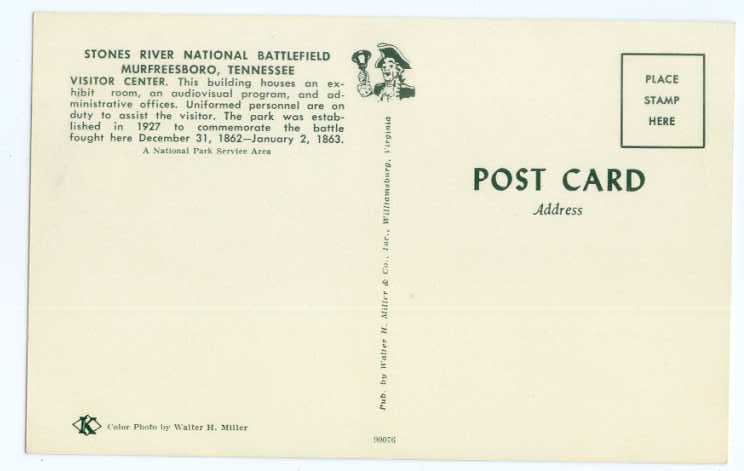 STONES RIVER NATIONAL BATTLEFIELD
MURFREESBORO, TENNESSEE
VISITOR CENTER. This building houses an ex-
hibit room, an audiovisual program, and ad-
ministrative offices. Uniformed personnel are on
duty to assist the visitor. The park was estab-
lished in 1927 to commemorate the battle
fought here December 31, 1862—January 2, 1863.
A National Park Service Area
K Color Photo by Walter H. Miller
Pub. by Walter H. Miller & Co., Inc., Williamsburg, Virginia
90076
PLACE
STAMP
HERE
POST CARD
Address